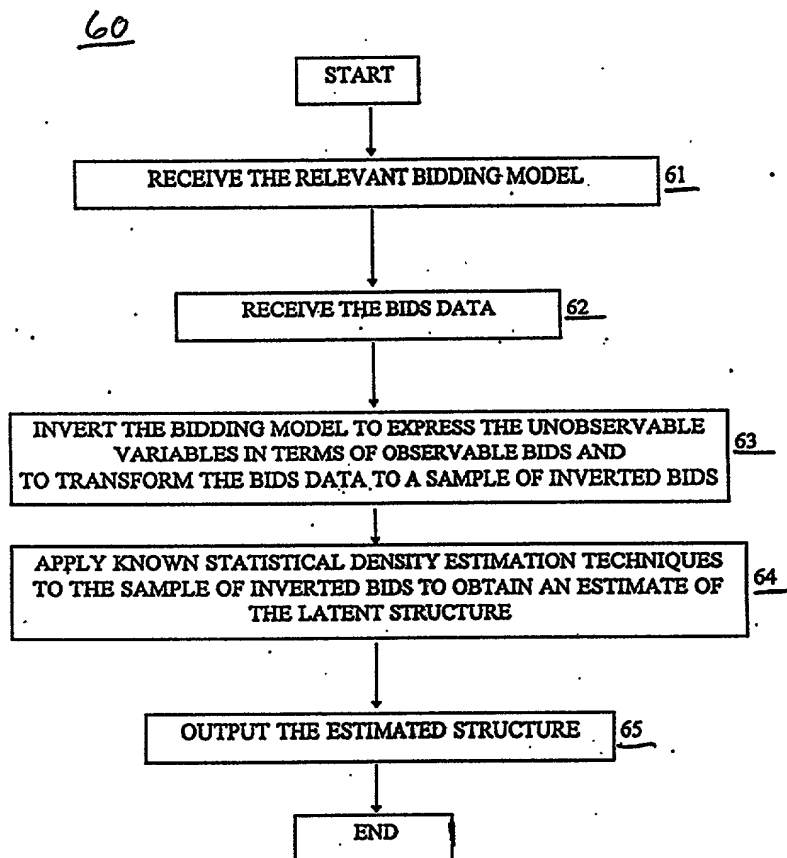 60
START
RECEIVE THE RELEVANT BIDDING MODEL
61
RECEIVE THE BIDS DATA
62
INVERT THE BIDDING MODEL TO EXPRESS THE UNOBSERVABLE
VARIABLES IN TERMS OF OBSERVABLE BIDS AND
TO TRANSFORM THE BIDS DATA TO A SAMPLE OF INVERTED BIDS
63
APPLY KNOWN STATISTICAL DENSITY ESTIMATION TECHNIQUES
TO THE SAMPLE OF INVERTED BIDS TO OBTAIN AN ESTIMATE OF
THE LATENT STRUCTURE
64
OUTPUT THE ESTIMATED STRUCTURE
65
END